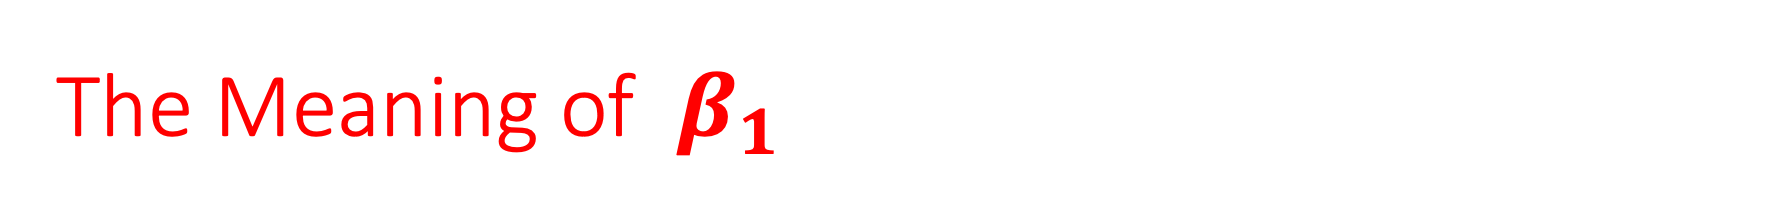 The Meaning of β₁